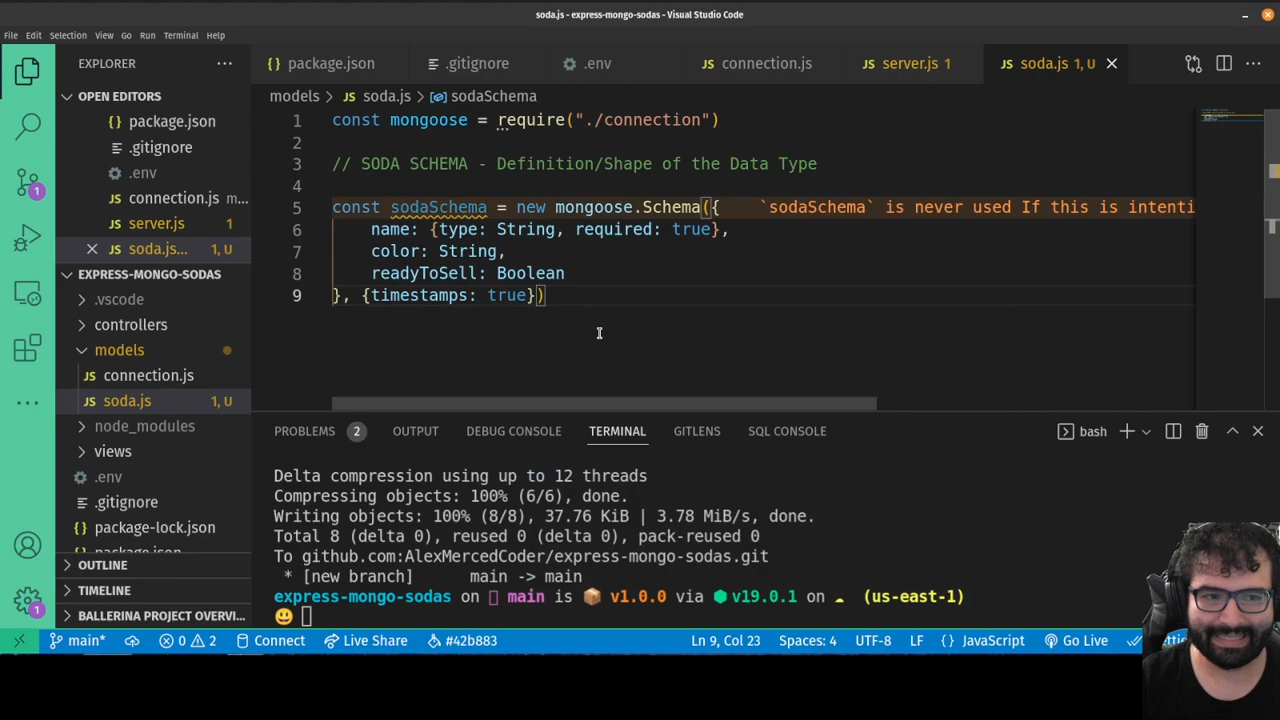 soda.js - express-mongo-sodas - Visual Studio Code
File Edit Selection View Go Run Terminal Help
EXPLORER
OPEN EDITORS
package.json
.gitignore
.env
connection.js m...
server.js 1
soda.js... 1, U
EXPRESS-MONGO-SODAS
.vscode
controllers
models
connection.js
soda.js 1, U
node_modules
views
.env
.gitignore
package-lock.json
package.json
OUTLINE
TIMELINE
BALLERINA PROJECT OVERVI...
package.json .gitignore .env connection.js server.js 1 soda.js 1, U
models > JS soda.js > sodaSchema
1 const mongoose = require("./connection")
2
3 // SODA SCHEMA - Definition/Shape of the Data Type
4
5 const sodaSchema = new mongoose.Schema({ `sodaSchema` is never used If this is intenti
6 name: {type: String, required: true},
7 color: String,
8 readyToSell: Boolean
9 }, {timestamps: true})
PROBLEMS 2 OUTPUT DEBUG CONSOLE TERMINAL GITLENS SQL CONSOLE bash
Delta compression using up to 12 threads
Compressing objects: 100% (6/6), done.
Writing objects: 100% (8/8), 37.76 KiB | 3.78 MiB/s, done.
Total 8 (delta 0), reused 0 (delta 0), pack-reused 0
To github.com:AlexMercedCoder/express-mongo-sodas.git
* [new branch] main -> main
express-mongo-sodas on main is 📦 v1.0.0 via v19.0.1 on (us-east-1)
main* 0 2 Connect Live Share #42b883 Ln 9, Col 23 Spaces: 4 UTF-8 LF {} JavaScript Go Live